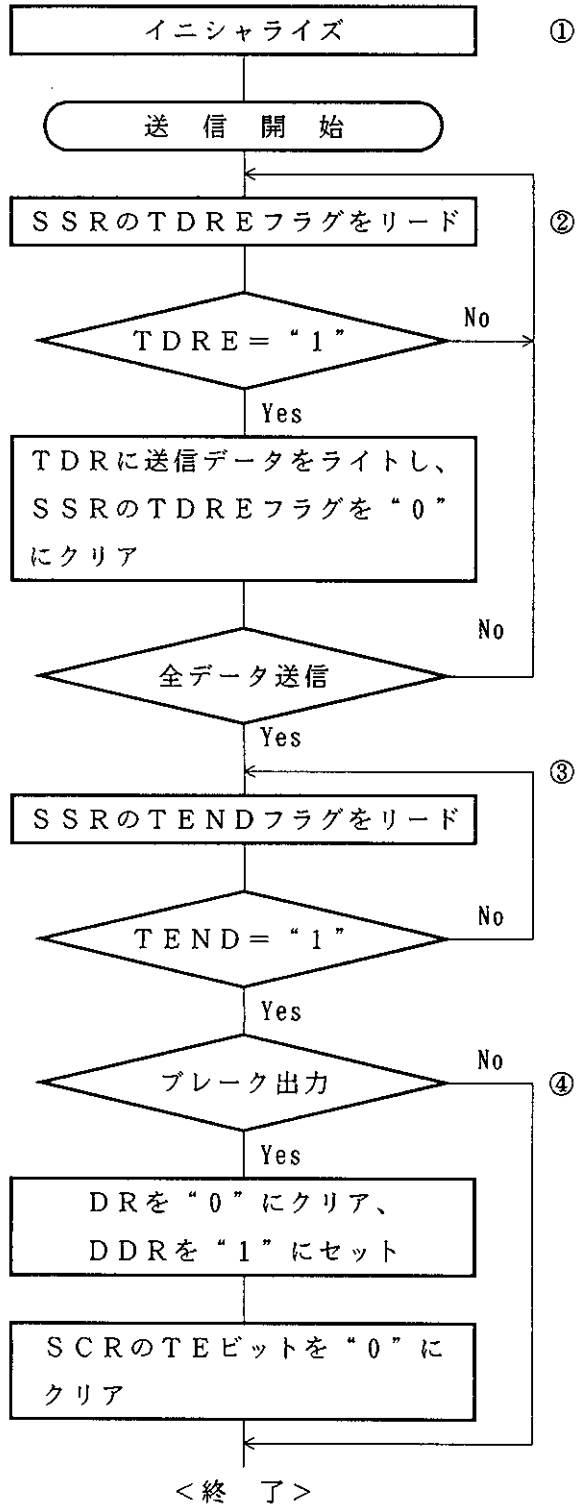 イニシャライズ ①
送信開始
SSRのTDREフラグをリード ②
TDRE=“1”
No
Yes
TDRに送信データをライトし、
SSRのTDREフラグを“0”
にクリア
全データ送信
No
Yes
③
SSRのTENDフラグをリード
TEND=“1”
No
Yes
ブレーク出力
No
④
Yes
DRを“0”にクリア、
DDRを“1”にセット
SCRのTEビットを“0”に
クリア
<終 了>